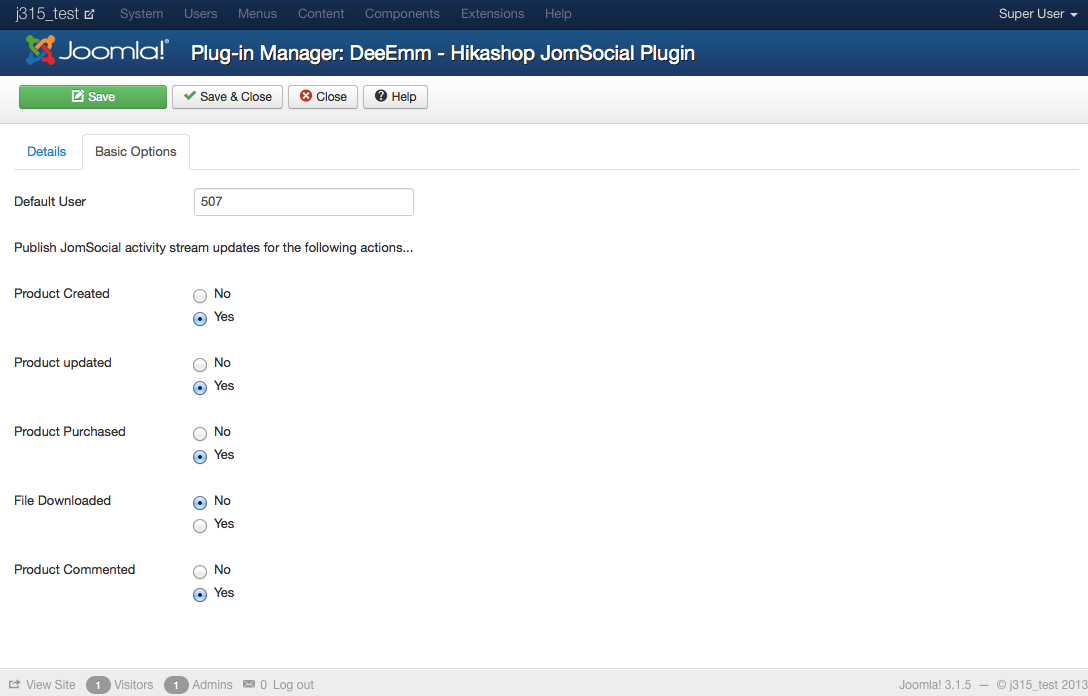 j315_test System Users Menus Content Components Extensions Help Super User
Joomla!® Plug-in Manager: DeeEmm - HIkashop JomSocial Plugin
Save Save & Close Close Help
Details Basic Options
Default User 507
Publish JomSocial activity stream updates for the following actions...
Product Created No
Yes
Product updated No
Yes
Product Purchased No
Yes
File Downloaded No
Yes
Product Commented No
Yes
View Site 1 Visitors 1 Admins 0 Log out Joomla! 3.1.5 — © j315_test 2013